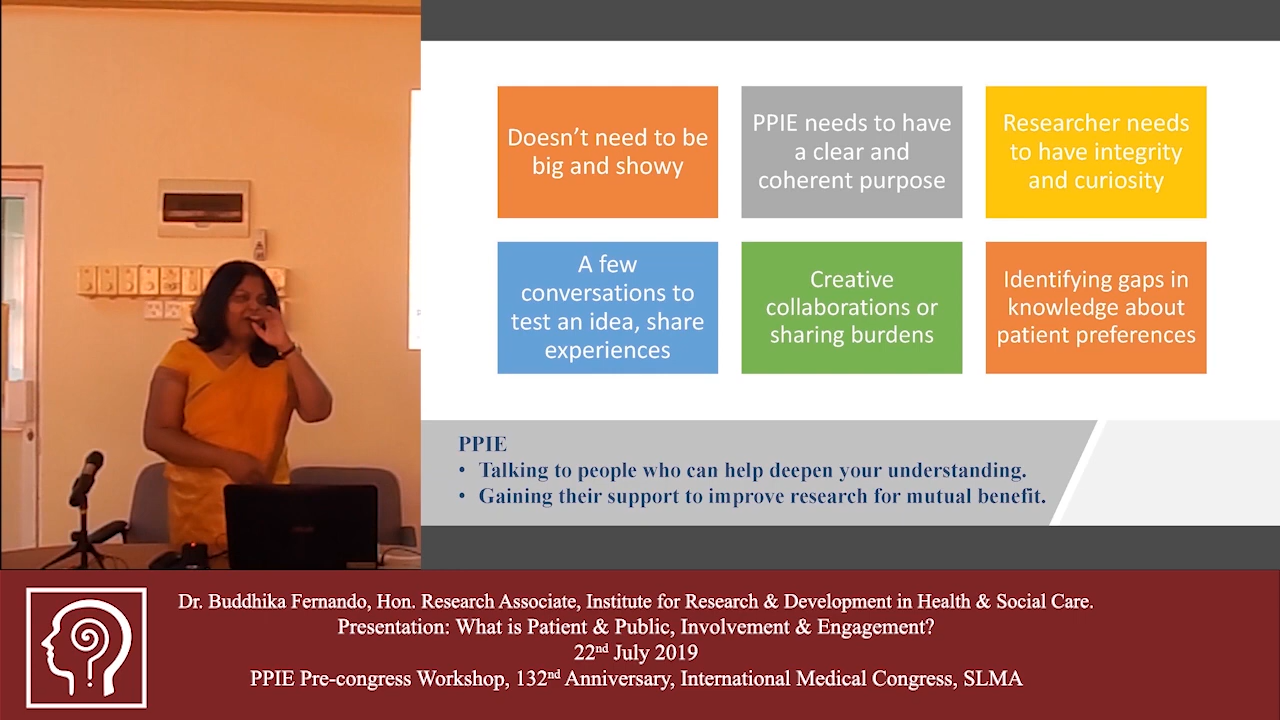 Doesn't need to be
big and showy
PPIE needs to have
a clear and
coherent purpose
Researcher needs
to have integrity
and curiosity
A few
conversations to
test an idea, share
experiences
Creative
collaborations or
sharing burdens
Identifying gaps in
knowledge about
patient preferences
PPIE
• Talking to people who can help deepen your understanding.
• Gaining their support to improve research for mutual benefit.
Dr. Buddhika Fernando, Hon. Research Associate, Institute for Research & Development in Health & Social Care.
Presentation: What is Patient & Public, Involvement & Engagement?
22nd July 2019
PPIE Pre-congress Workshop, 132nd Anniversary, International Medical Congress, SLMA